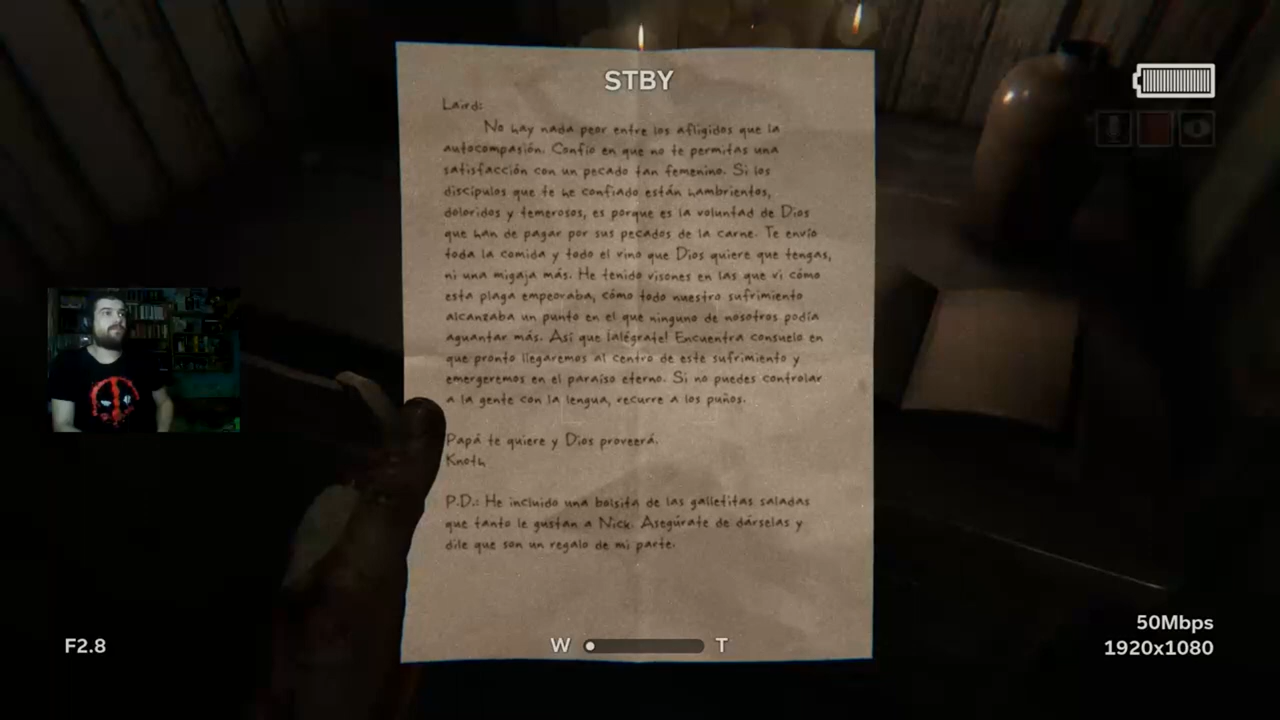 STBY
Laird:
No hay nada peor entre los afligidos que la
autocompasión. Confío en que no te permitas una
satisfacción con un pecado tan femenino. Si los
discípulos que te he confiado están hambrientos,
doloridos y temerosos, es porque es la voluntad de Dios
que han de pagar por sus pecados de la carne. Te envío
toda la comida y todo el vino que Dios quiere que tengas,
ni una migaja más. He tenido visones en las que vi cómo
esta plaga empeoraba, cómo todo nuestro sufrimiento
alcanzaba un punto en el que ninguno de nosotros podía
aguantar más. Así que ¡alégrate! Encuentra consuelo en
que pronto llegaremos al centro de este sufrimiento y
emergeremos en el paraíso eterno. Si no puedes controlar
a la gente con la lengua, recurre a los puños.
Papá te quiere y Dios proveerá.
Knoth
P.D.: He incluido una bolsita de las galletitas saladas
que tanto le gustan a Nick. Asegúrate de dárselas y
dile que son un regalo de mi parte.
F2.8
W T
50Mbps
1920x1080